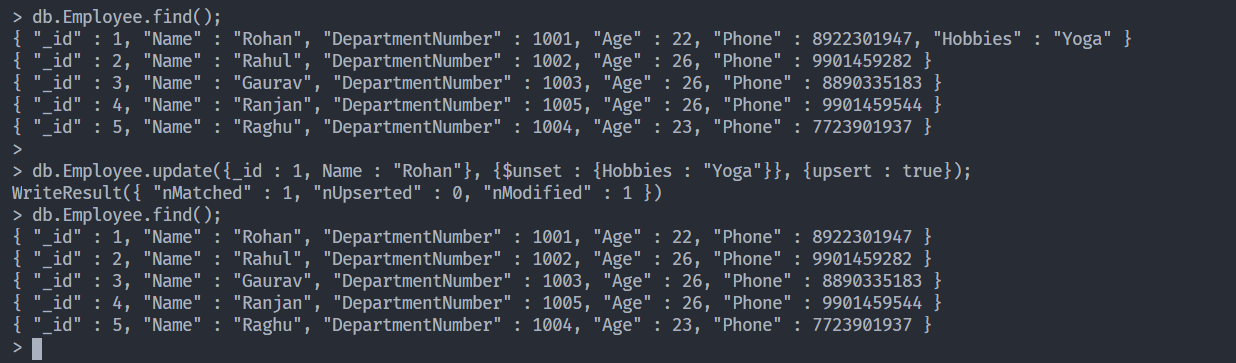 > db.Employee.find();
{ "_id" : 1, "Name" : "Rohan", "DepartmentNumber" : 1001, "Age" : 22, "Phone" : 8922301947, "Hobbies" : "Yoga" }
{ "_id" : 2, "Name" : "Rahul", "DepartmentNumber" : 1002, "Age" : 26, "Phone" : 9901459282 }
{ "_id" : 3, "Name" : "Gaurav", "DepartmentNumber" : 1003, "Age" : 26, "Phone" : 8890335183 }
{ "_id" : 4, "Name" : "Ranjan", "DepartmentNumber" : 1005, "Age" : 26, "Phone" : 9901459544 }
{ "_id" : 5, "Name" : "Raghu", "DepartmentNumber" : 1004, "Age" : 23, "Phone" : 7723901937 }
>
> db.Employee.update({_id : 1, Name : "Rohan"}, {$unset : {Hobbies : "Yoga"}}, {upsert : true});
WriteResult({ "nMatched" : 1, "nUpserted" : 0, "nModified" : 1 })
> db.Employee.find();
{ "_id" : 1, "Name" : "Rohan", "DepartmentNumber" : 1001, "Age" : 22, "Phone" : 8922301947 }
{ "_id" : 2, "Name" : "Rahul", "DepartmentNumber" : 1002, "Age" : 26, "Phone" : 9901459282 }
{ "_id" : 3, "Name" : "Gaurav", "DepartmentNumber" : 1003, "Age" : 26, "Phone" : 8890335183 }
{ "_id" : 4, "Name" : "Ranjan", "DepartmentNumber" : 1005, "Age" : 26, "Phone" : 9901459544 }
{ "_id" : 5, "Name" : "Raghu", "DepartmentNumber" : 1004, "Age" : 23, "Phone" : 7723901937 }
>